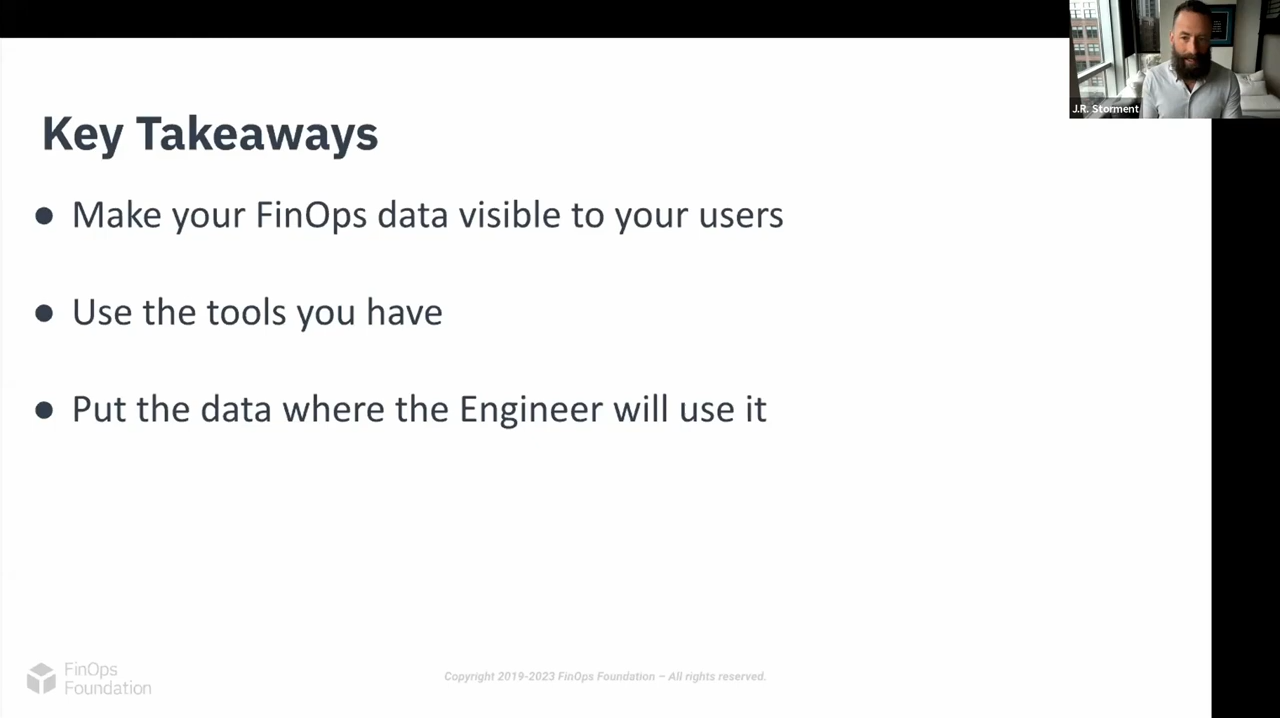 J.R. Storment
Key Takeaways
● Make your FinOps data visible to your users
● Use the tools you have
● Put the data where the Engineer will use it
FinOps
Foundation
Copyright 2019-2023 FinOps Foundation – All rights reserved.